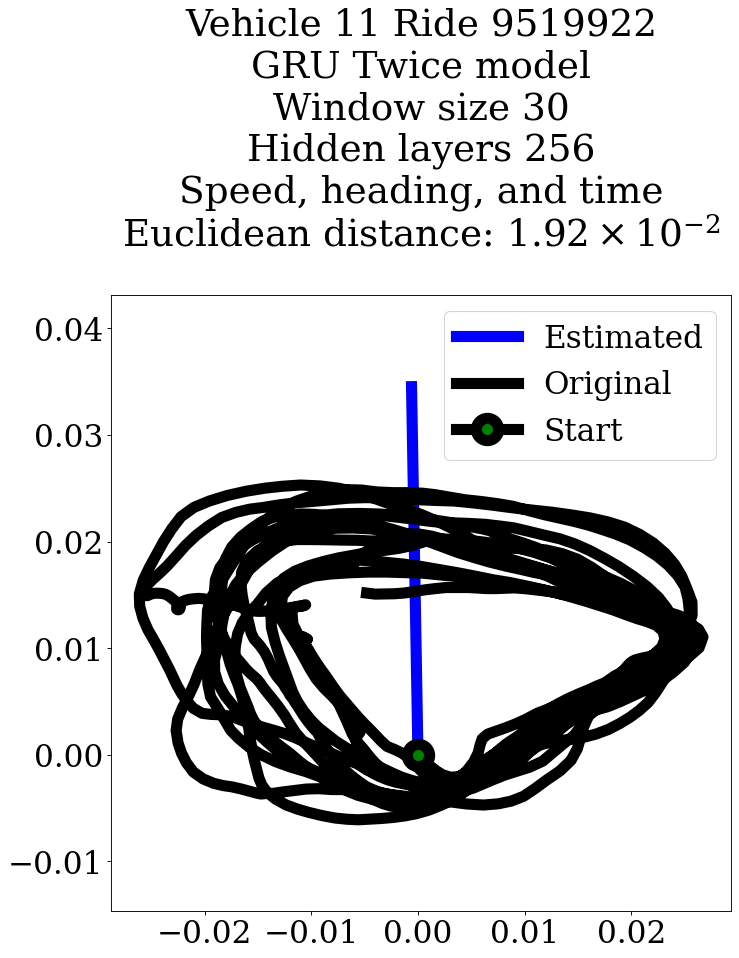 Vehicle 11 Ride 9519922
GRU Twice model
Window size 30
Hidden layers 256
Speed, heading, and time
Euclidean distance: 1.92 × 10⁻²
Estimated
Original
Start
0.04
0.03
0.02
0.01
0.00
−0.01
−0.02 −0.01 0.00 0.01 0.02